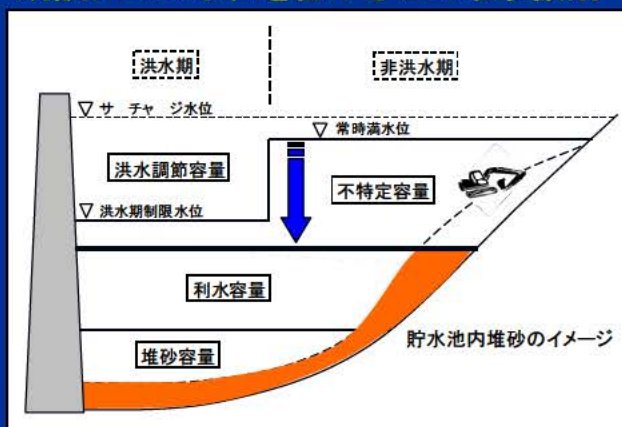 洪水期
非洪水期
▽ サ チャ ジ水位
▽ 常時満水位
洪水調節容量
不特定容量
▽ 洪水期制限水位
利水容量
堆砂容量
貯水池内堆砂のイメージ